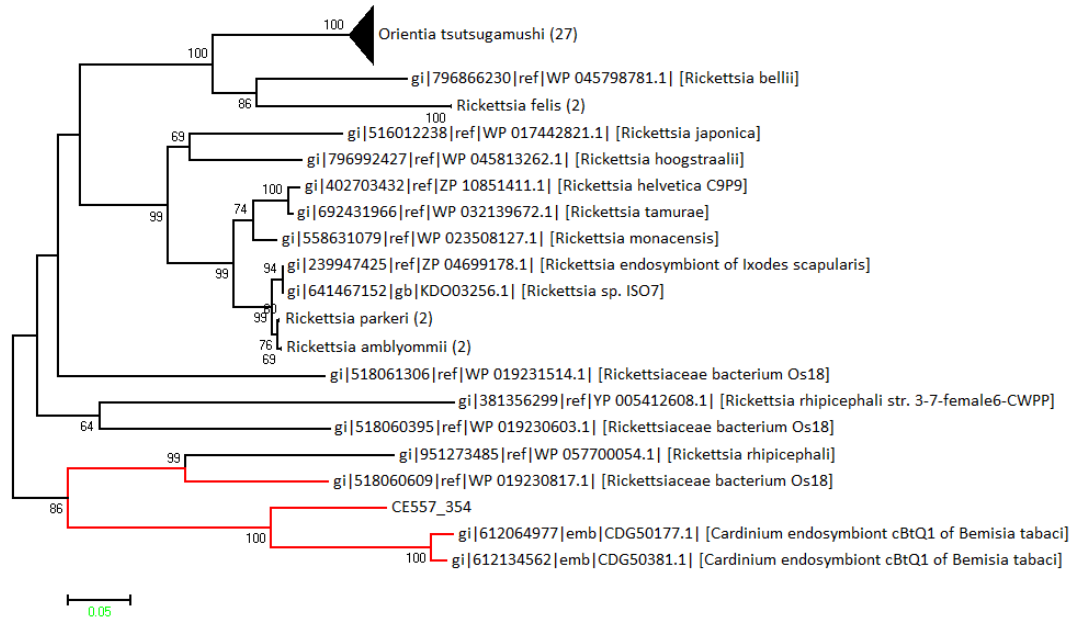 100
Orientia tsutsugamushi (27)
100
gi|796866230|ref|WP 045798781.1| [Rickettsia bellii]
86
Rickettsia felis (2)
100
69
gi|516012238|ref|WP 017442821.1| [Rickettsia japonica]
gi|796992427|ref|WP 045813262.1| [Rickettsia hoogstraalii]
100
gi|402703432|ref|ZP 10851411.1| [Rickettsia helvetica C9P9]
99
74
gi|692431966|ref|WP 032139672.1| [Rickettsia tamurae]
gi|558631079|ref|WP 023508127.1| [Rickettsia monacensis]
99
94
gi|239947425|ref|ZP 04699178.1| [Rickettsia endosymbiont of Ixodes scapularis]
gi|641467152|gb|KDO03256.1| [Rickettsia sp. ISO7]
99
Rickettsia parkeri (2)
76
Rickettsia amblyommii (2)
69
gi|518061306|ref|WP 019231514.1| [Rickettsiaceae bacterium Os18]
gi|381356299|ref|YP 005412608.1| [Rickettsia rhipicephali str. 3-7-female6-CWPP]
64
gi|518060395|ref|WP 019230603.1| [Rickettsiaceae bacterium Os18]
99
gi|951273485|ref|WP 057700054.1| [Rickettsia rhipicephali]
gi|518060609|ref|WP 019230817.1| [Rickettsiaceae bacterium Os18]
86
CE557_354
100
gi|612064977|emb|CDG50177.1| [Cardinium endosymbiont cBtQ1 of Bemisia tabaci]
100
gi|612134562|emb|CDG50381.1| [Cardinium endosymbiont cBtQ1 of Bemisia tabaci]
0.05